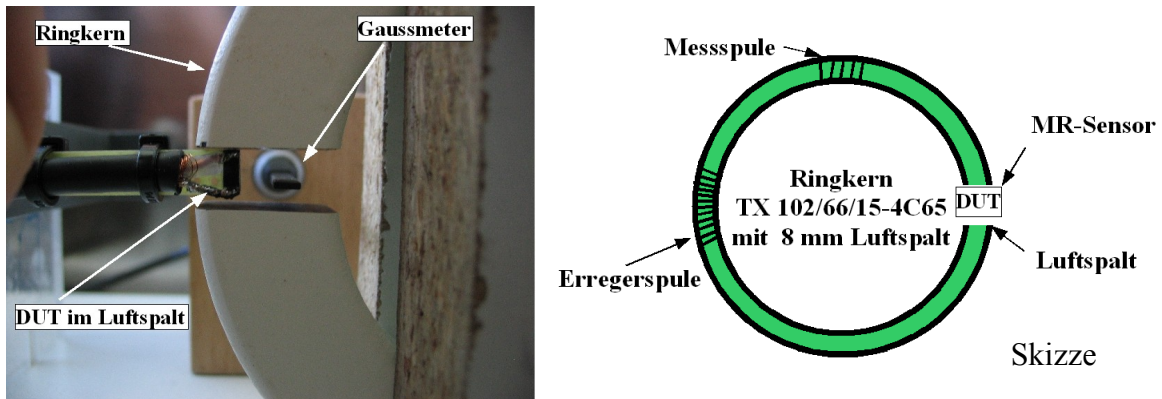 Ringkern
Gaussmeter
DUT im Luftspalt
Messspule
MR-Sensor
Ringkern
TX 102/66/15-4C65
mit 8 mm Luftspalt
DUT
Erregerspule
Luftspalt
Skizze